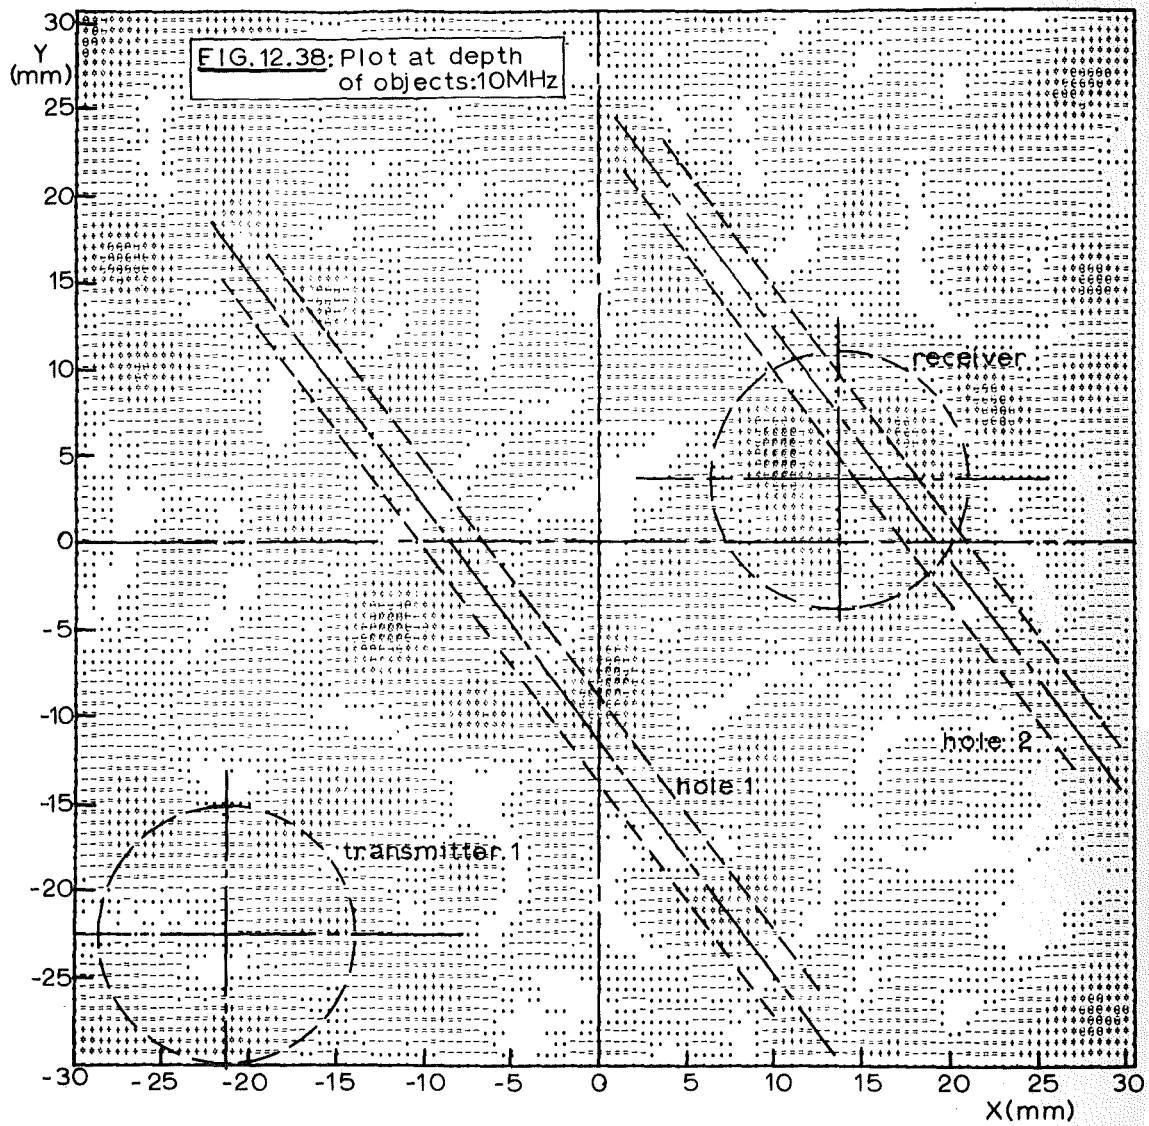 FIG.12.38: Plot at depth
of objects:10MHz
Y
(mm)
30
25
20
15
10
5
0
-5
-10
-15
-20
-25
receiver
hole 2
hole 1
transmitter 1
-30 -25 -20 -15 -10 -5 0 5 10 15 20 25 30
X(mm)